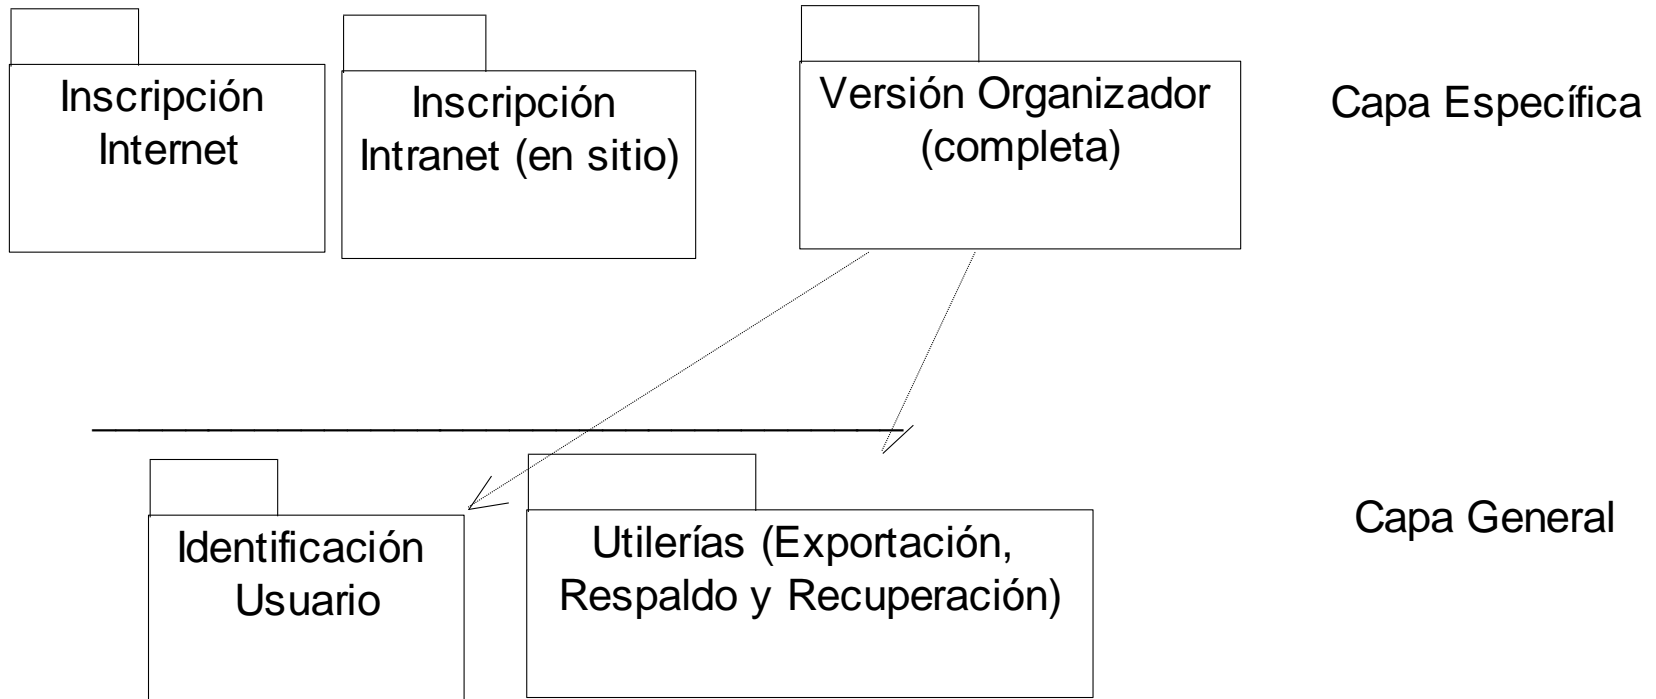 Inscripción
Internet
Inscripción
Intranet (en sitio)
Versión Organizador
(completa)
Capa Específica
Identificación
Usuario
Utilerías (Exportación,
Respaldo y Recuperación)
Capa General